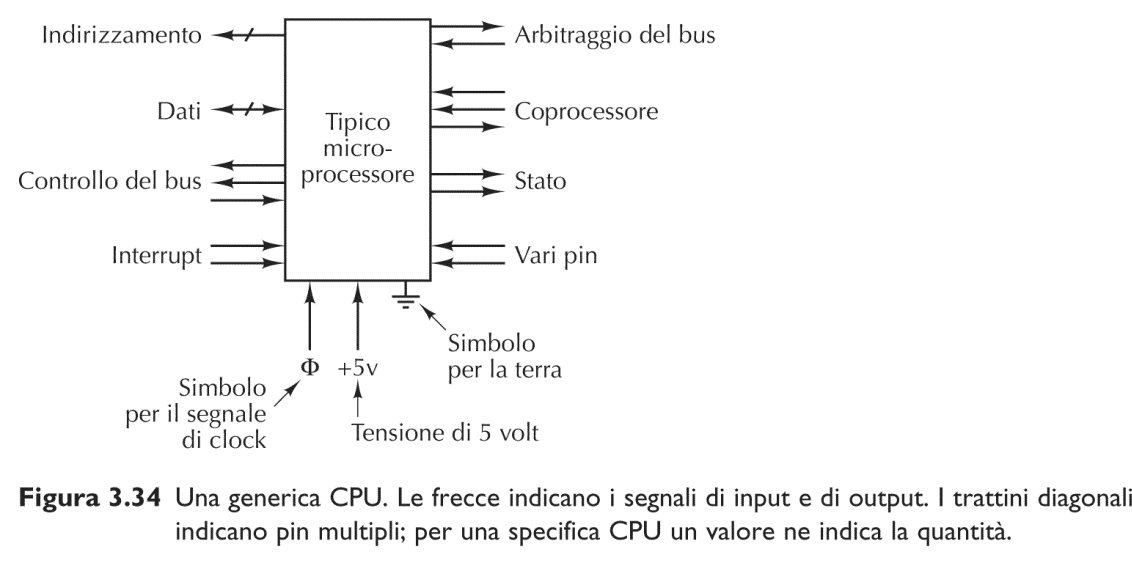 Indirizzamento
Dati
Controllo del bus
Interrupt
Tipico
micro-
processore
Arbitraggio del bus
Coprocessore
Stato
Vari pin
Φ
+5v
Simbolo
per il segnale
di clock
Tensione di 5 volt
Simbolo
per la terra
Figura 3.34 Una generica CPU. Le frecce indicano i segnali di input e di output. I trattini diagonali
indicano pin multipli; per una specifica CPU un valore ne indica la quantità.